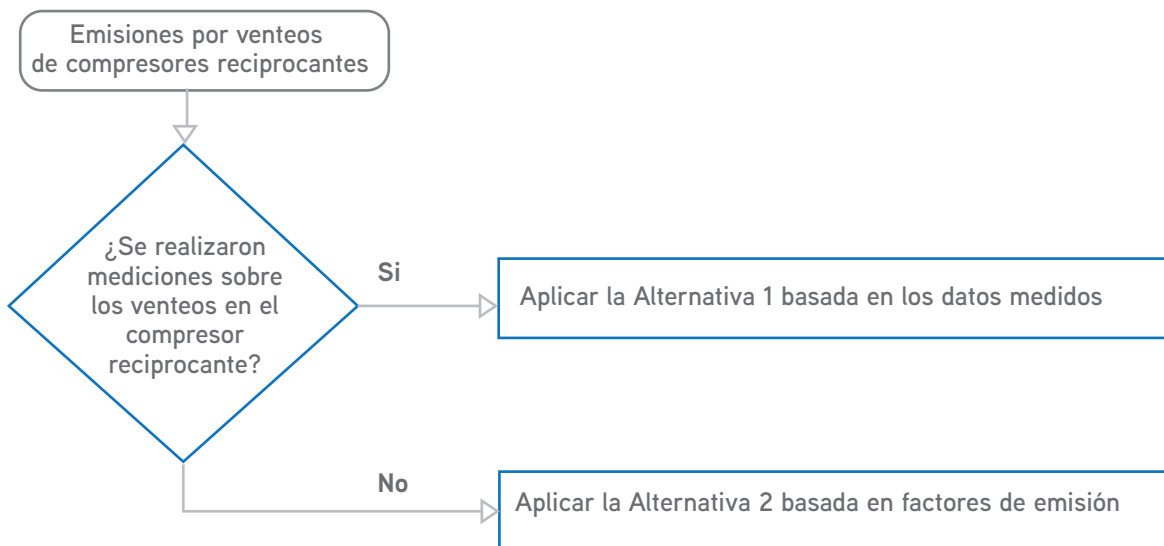 Emisiones por venteos
de compresores reciprocantes
¿Se realizaron
mediciones sobre
los venteos en el
compresor
reciprocante?
Si
Aplicar la Alternativa 1 basada en los datos medidos
No
Aplicar la Alternativa 2 basada en factores de emisión